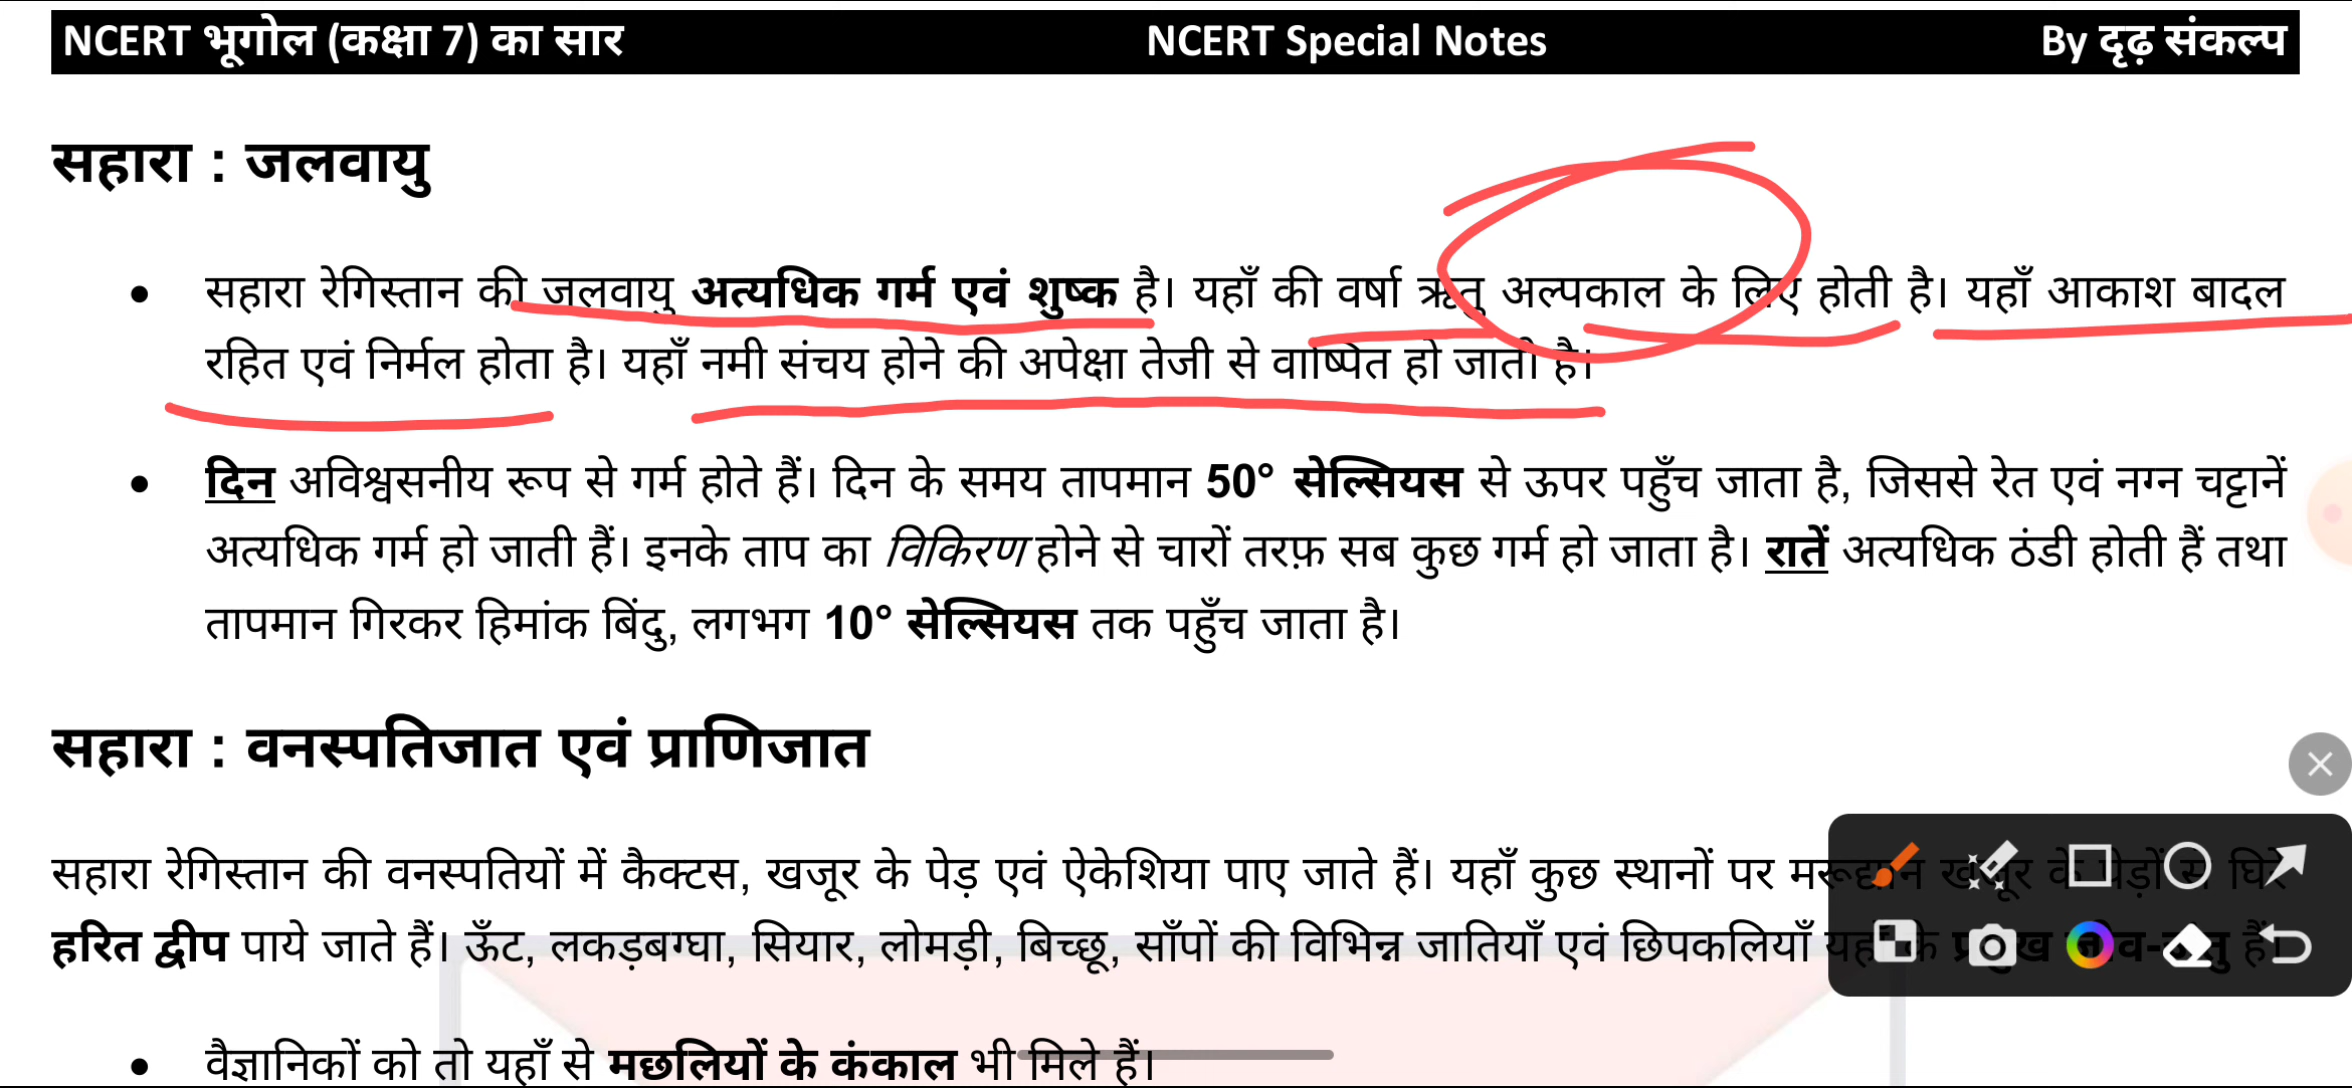 NCERT भूगोल (कक्षा 7) का सार NCERT Special Notes By दृढ़ संकल्प
सहारा : जलवायु
• सहारा रेगिस्तान की जलवायु अत्यधिक गर्म एवं शुष्क है। यहाँ की वर्षा ऋतु अल्पकाल के लिए होती है। यहाँ आकाश बादल
रहित एवं निर्मल होता है। यहाँ नमी संचय होने की अपेक्षा तेजी से वाष्पित हो जाती है।
• दिन अविश्वसनीय रूप से गर्म होते हैं। दिन के समय तापमान 50° सेल्सियस से ऊपर पहुँच जाता है, जिससे रेत एवं नग्न चट्टानें
अत्यधिक गर्म हो जाती हैं। इनके ताप का विकिरण होने से चारों तरफ़ सब कुछ गर्म हो जाता है। रातें अत्यधिक ठंडी होती हैं तथा
तापमान गिरकर हिमांक बिंदु, लगभग 10° सेल्सियस तक पहुँच जाता है।
सहारा : वनस्पतिजात एवं प्राणिजात
सहारा रेगिस्तान की वनस्पतियों में कैक्टस, खजूर के पेड़ एवं ऐकेशिया पाए जाते हैं। यहाँ कुछ स्थानों पर मरूद्यान खजूर के पेड़ों से घिरे
हरित द्वीप पाये जाते हैं। ऊँट, लकड़बग्घा, सियार, लोमड़ी, बिच्छू, साँपों की विभिन्न जातियाँ एवं छिपकलियाँ यहाँ के प्रमुख जीव-जंतु हैं।
• वैज्ञानिकों को तो यहाँ से मछलियों के कंकाल भी मिले हैं।